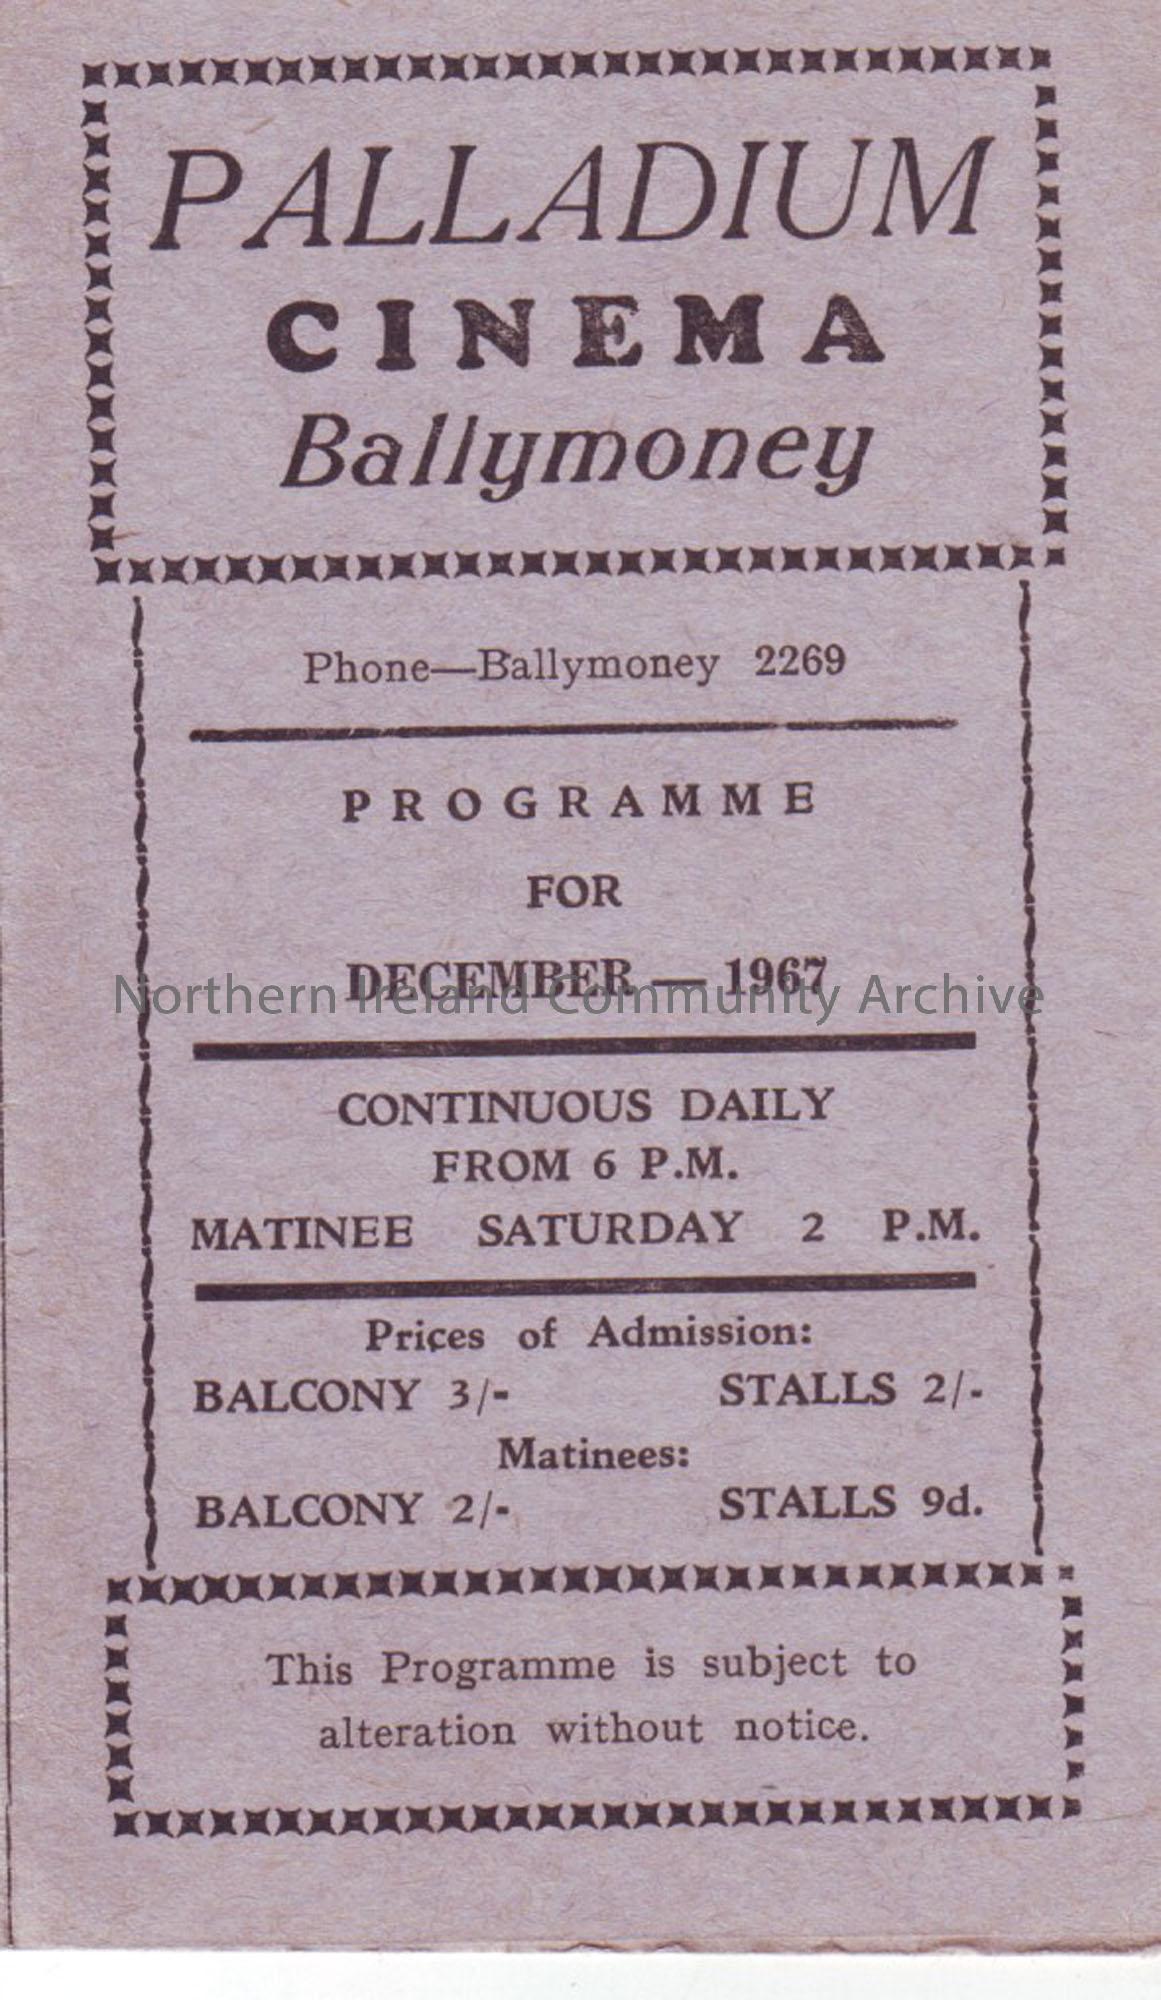 PALLADIUM
CINEMA
Ballymoney
Phone—Ballymoney 2269
PROGRAMME
FOR
DECEMBER — 1967
Northern Ireland Community Archive
CONTINUOUS DAILY
FROM 6 P.M.
MATINEE SATURDAY 2 P.M.
Prices of Admission:
BALCONY 3/- STALLS 2/-
Matinees:
BALCONY 2/- STALLS 9d.
This Programme is subject to
alteration without notice.